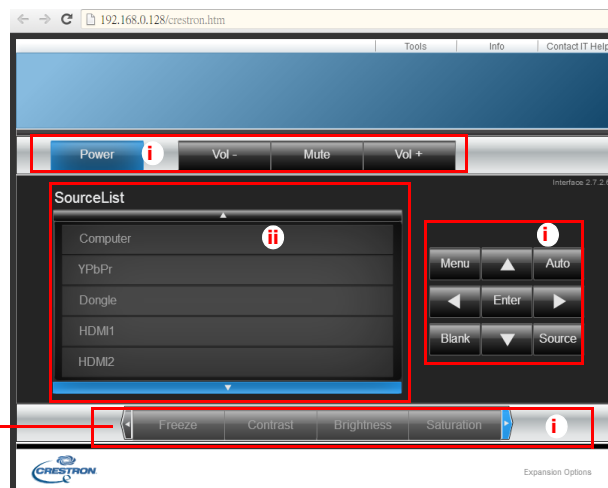 192.168.0.128/crestron.htm
Tools Info Contact IT Help
Power i Vol - Mute Vol +
Interface 2.7.2.6
SourceList
Computer ii
YPbPr
Dongle
HDMI1
HDMI2
i
Menu Auto
Enter
Blank Source
Freeze Contrast Brightness Saturation i
CRESTRON
Expansion Options